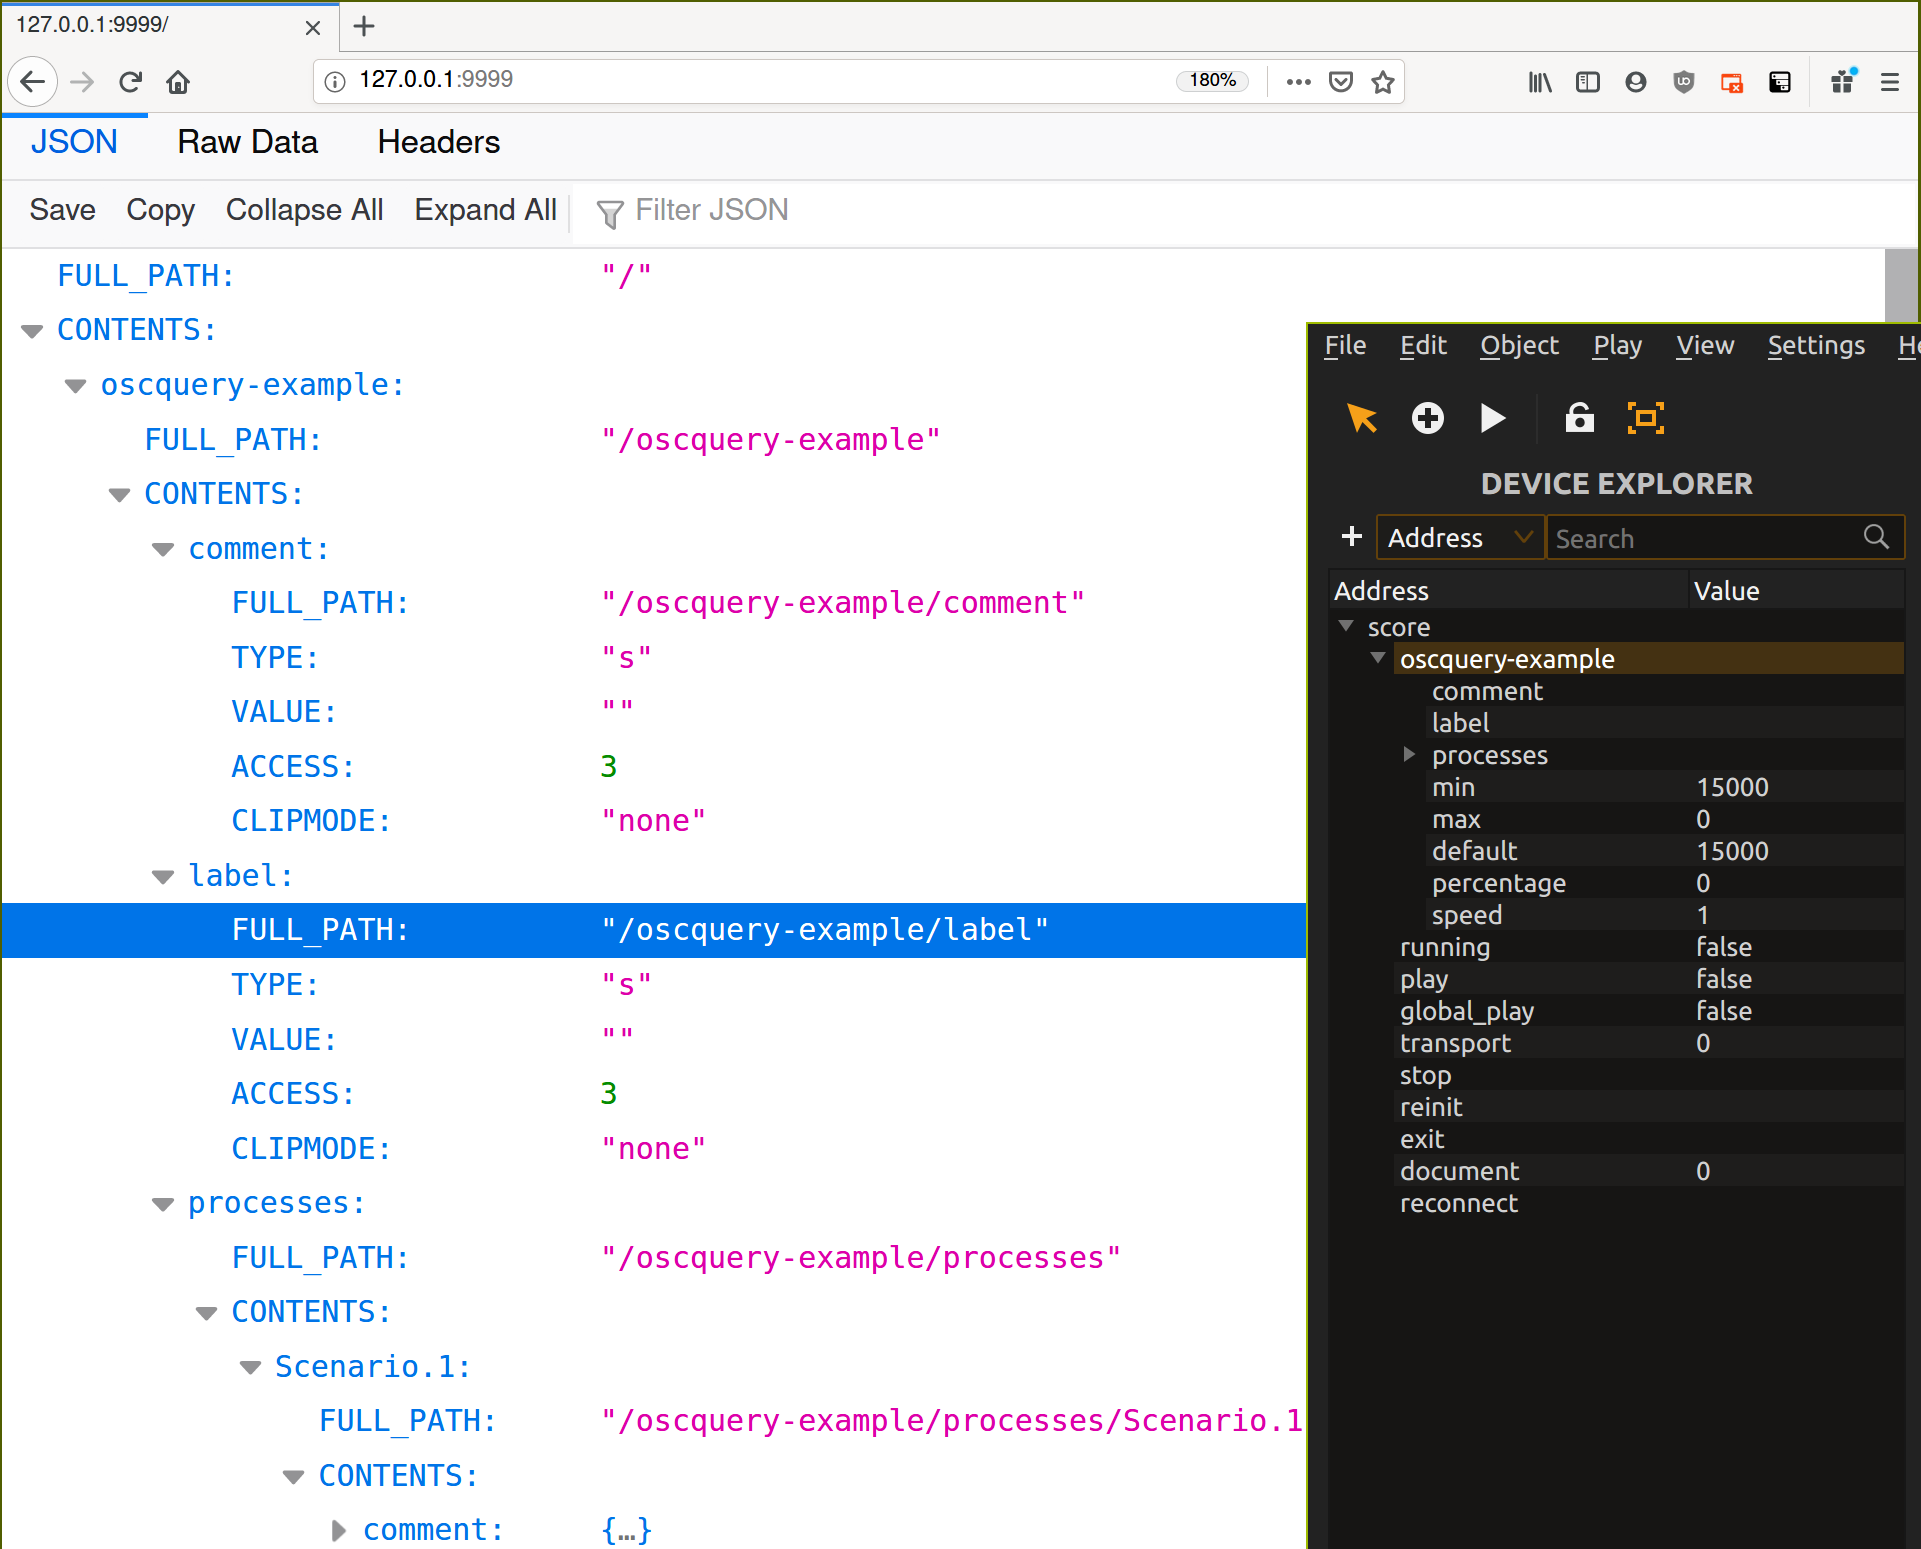 127.0.0.1:9999/
127.0.0.1:9999
180%
JSON Raw Data Headers
Save Copy Collapse All Expand All Filter JSON
FULL_PATH: "/"
CONTENTS:
oscquery-example:
FULL_PATH: "/oscquery-example"
CONTENTS:
comment:
FULL_PATH: "/oscquery-example/comment"
TYPE: "s"
VALUE: ""
ACCESS: 3
CLIPMODE: "none"
label:
FULL_PATH: "/oscquery-example/label"
TYPE: "s"
VALUE: ""
ACCESS: 3
CLIPMODE: "none"
processes:
FULL_PATH: "/oscquery-example/processes"
CONTENTS:
Scenario.1:
FULL_PATH: "/oscquery-example/processes/Scenario.1
CONTENTS:
comment: {…}
File Edit Object Play View Settings He
DEVICE EXPLORER
Address Search
Address Value
score
oscquery-example
comment
label
processes
min 15000
max 0
default 15000
percentage 0
speed 1
running false
play false
global_play false
transport 0
stop
reinit
exit
document 0
reconnect